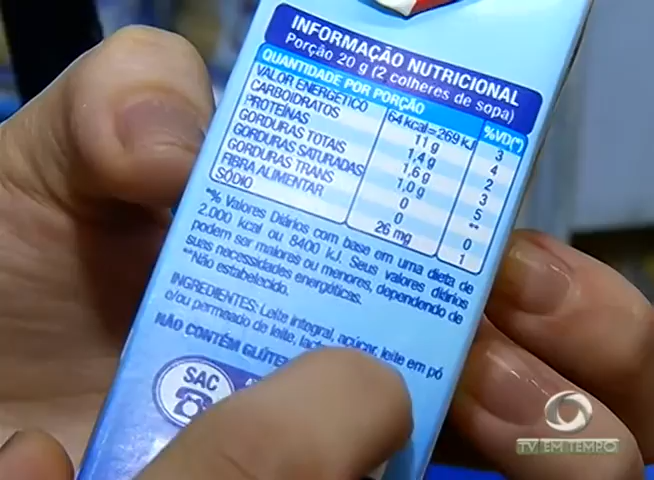 INFORMAÇÃO NUTRICIONAL
Porção 20 g (2 colheres de sopa)
QUANTIDADE POR PORÇÃO %VD(*)
VALOR ENERGÉTICO 64 kcal=269 kJ 3
CARBOIDRATOS 11 g 4
PROTEÍNAS 1,4 g 2
GORDURAS TOTAIS 1,6 g 3
GORDURAS SATURADAS 1,0 g 5
GORDURAS TRANS 0 **
FIBRA ALIMENTAR 0 0
SÓDIO 26 mg 1
*% Valores Diários com base em uma dieta de
2.000 kcal ou 8400 kJ. Seus valores diários
podem ser maiores ou menores, dependendo de
suas necessidades energéticas.
**Não estabelecido.
INGREDIENTES: Leite integral, açúcar, leite em pó
e/ou permeado de leite,
NÃO CONTÉM GLÚTEN
SAC
TV EM TEMPO